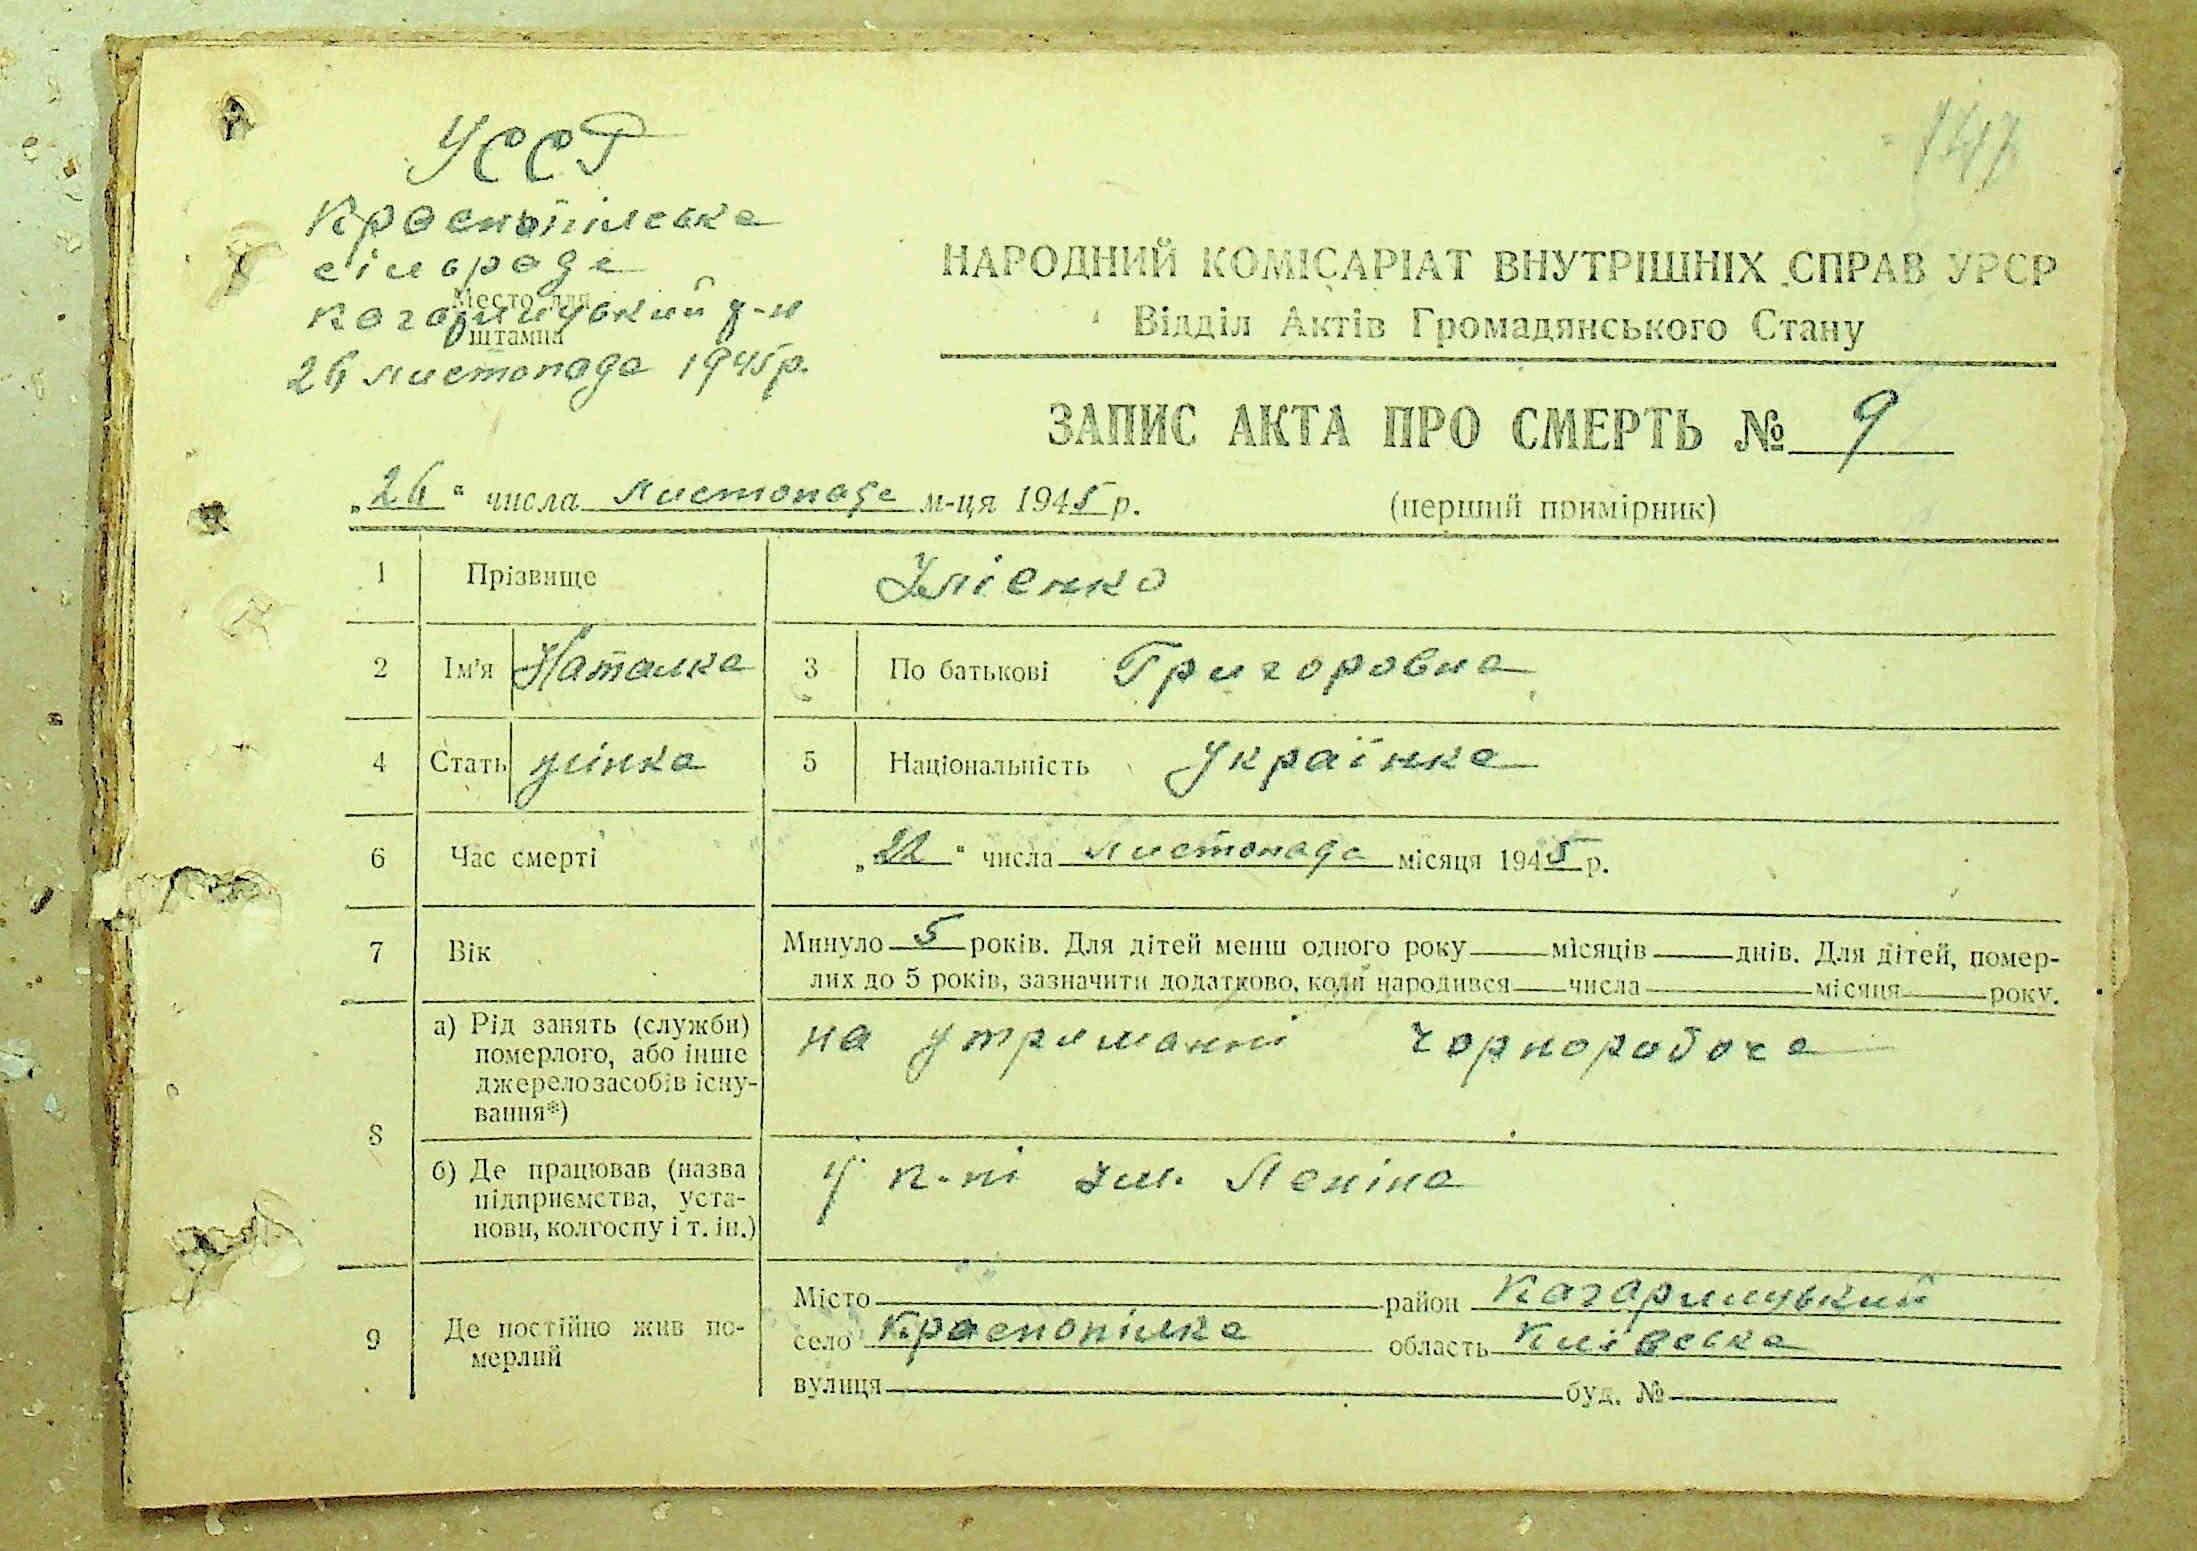 УССР
147
Краснопілська
сільрада
Место для
Кагарлицький р-н
штампа
26 листопада 1945 р.
НАРОДНИЙ КОМІСАРІАТ ВНУТРІШНІХ СПРАВ УРСР
Відділ Актів Громадянського Стану
ЗАПИС АКТА ПРО СМЕРТЬ № 9
„26“ числа листопада м-ця 1945 р.
(перший примірник)
1 Прізвище Іллієнко
2 Ім'я Наталка 3 По батькові Григоровна
4 Стать жінка 5 Національність Українка
6 Час смерті „22“ числа листопада місяця 1945 р.
7 Вік Минуло 5 років. Для дітей менш одного року місяців днів. Для дітей, помер-
лих до 5 років, зазначити додатково, коли народився числа місяця року.
8 а) Рід занять (служби) померлого, або інше джерело засобів існу-вання*) на утриманні чорноробоча
б) Де працював (назва підприємства, уста-нови, колгоспу і т. ін.) У к-пі ім. Леніна
9 Де постійно жив по-мерлий
Місто район Кагарлицький
село Краснопілка область Київська
вулиця буд. №